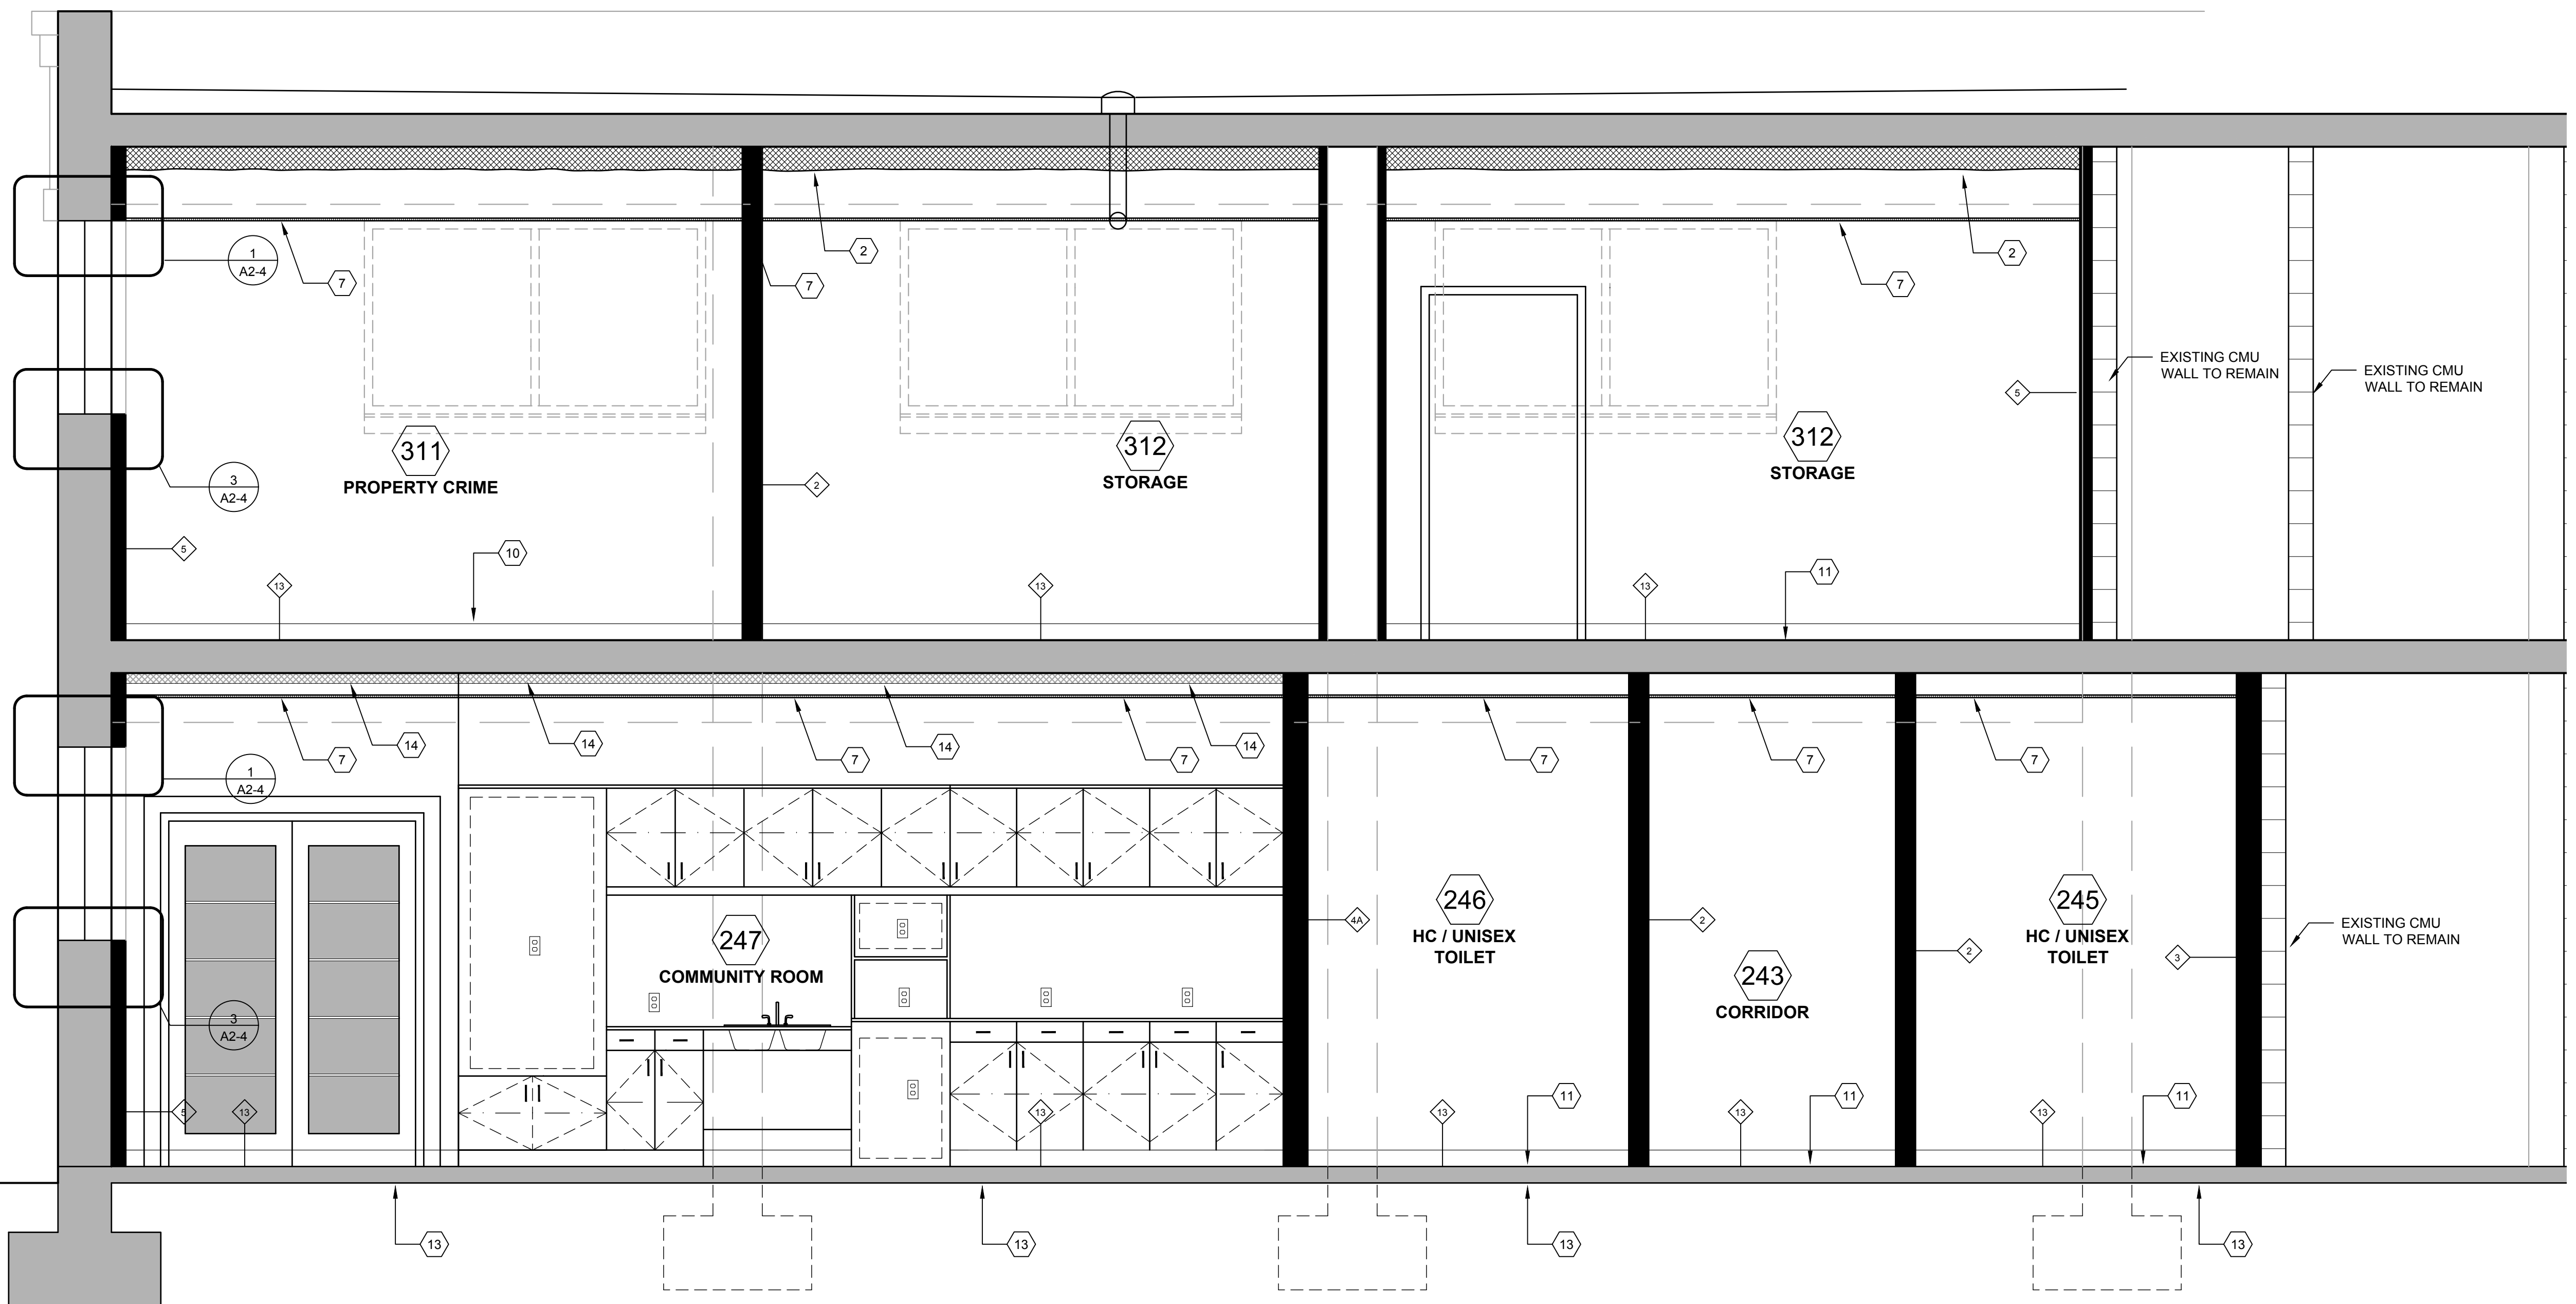 1
A2-4
7
7
2
7
2
EXISTING CMU
WALL TO REMAIN
EXISTING CMU
WALL TO REMAIN
5
311
PROPERTY CRIME
312
STORAGE
312
STORAGE
3
A2-4
2
5
10
13
13
13
11
14
14
14
14
7
7
7
7
7
7
1
A2-4
247
COMMUNITY ROOM
246
HC / UNISEX
TOILET
243
CORRIDOR
245
HC / UNISEX
TOILET
4A
2
2
3
EXISTING CMU
WALL TO REMAIN
3
A2-4
5
13
13
13
11
13
11
13
11
13
13
13
13